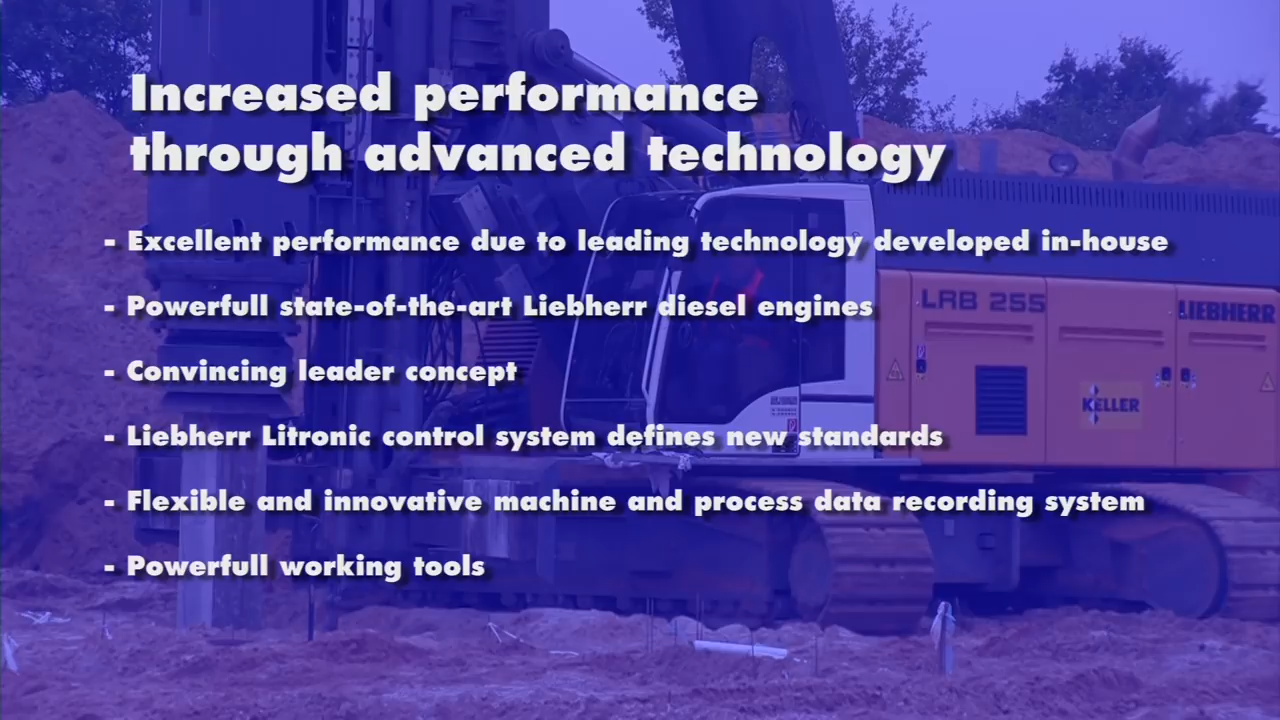 Increased performance
through advanced technology
- Excellent performance due to leading technology developed in-house
- Powerfull state-of-the-art Liebherr diesel engines
- Convincing leader concept
- Liebherr Litronic control system defines new standards
- Flexible and innovative machine and process data recording system
- Powerfull working tools
LRB 255
LIEBHERR
KELLER